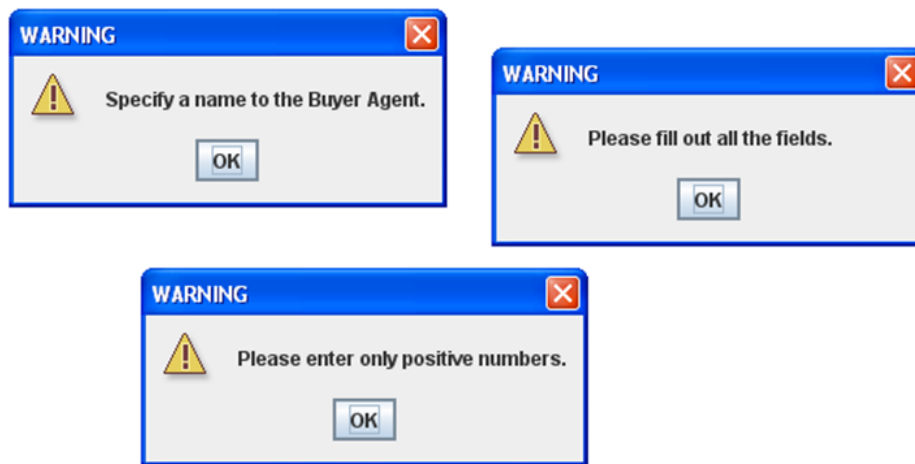 WARNING
Specify a name to the Buyer Agent.
OK
WARNING
Please fill out all the fields.
OK
WARNING
Please enter only positive numbers.
OK